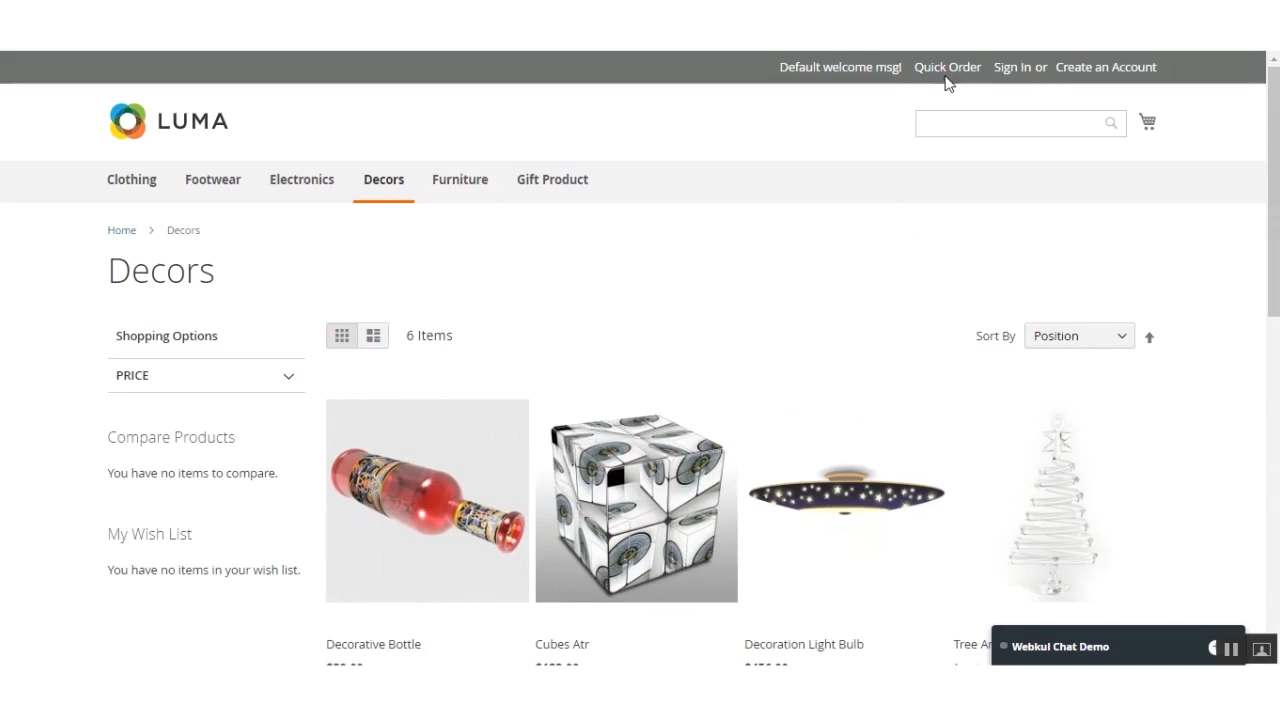 Default welcome msg! Quick Order Sign In or Create an Account
LUMA
Clothing Footwear Electronics Decors Furniture Gift Product
Home Decors
Decors
Shopping Options
6 Items
Sort By Position
PRICE
Compare Products
You have no items to compare.
My Wish List
You have no items in your wish list.
Decorative Bottle Cubes Atr Decoration Light Bulb Tree
Webkul Chat Demo